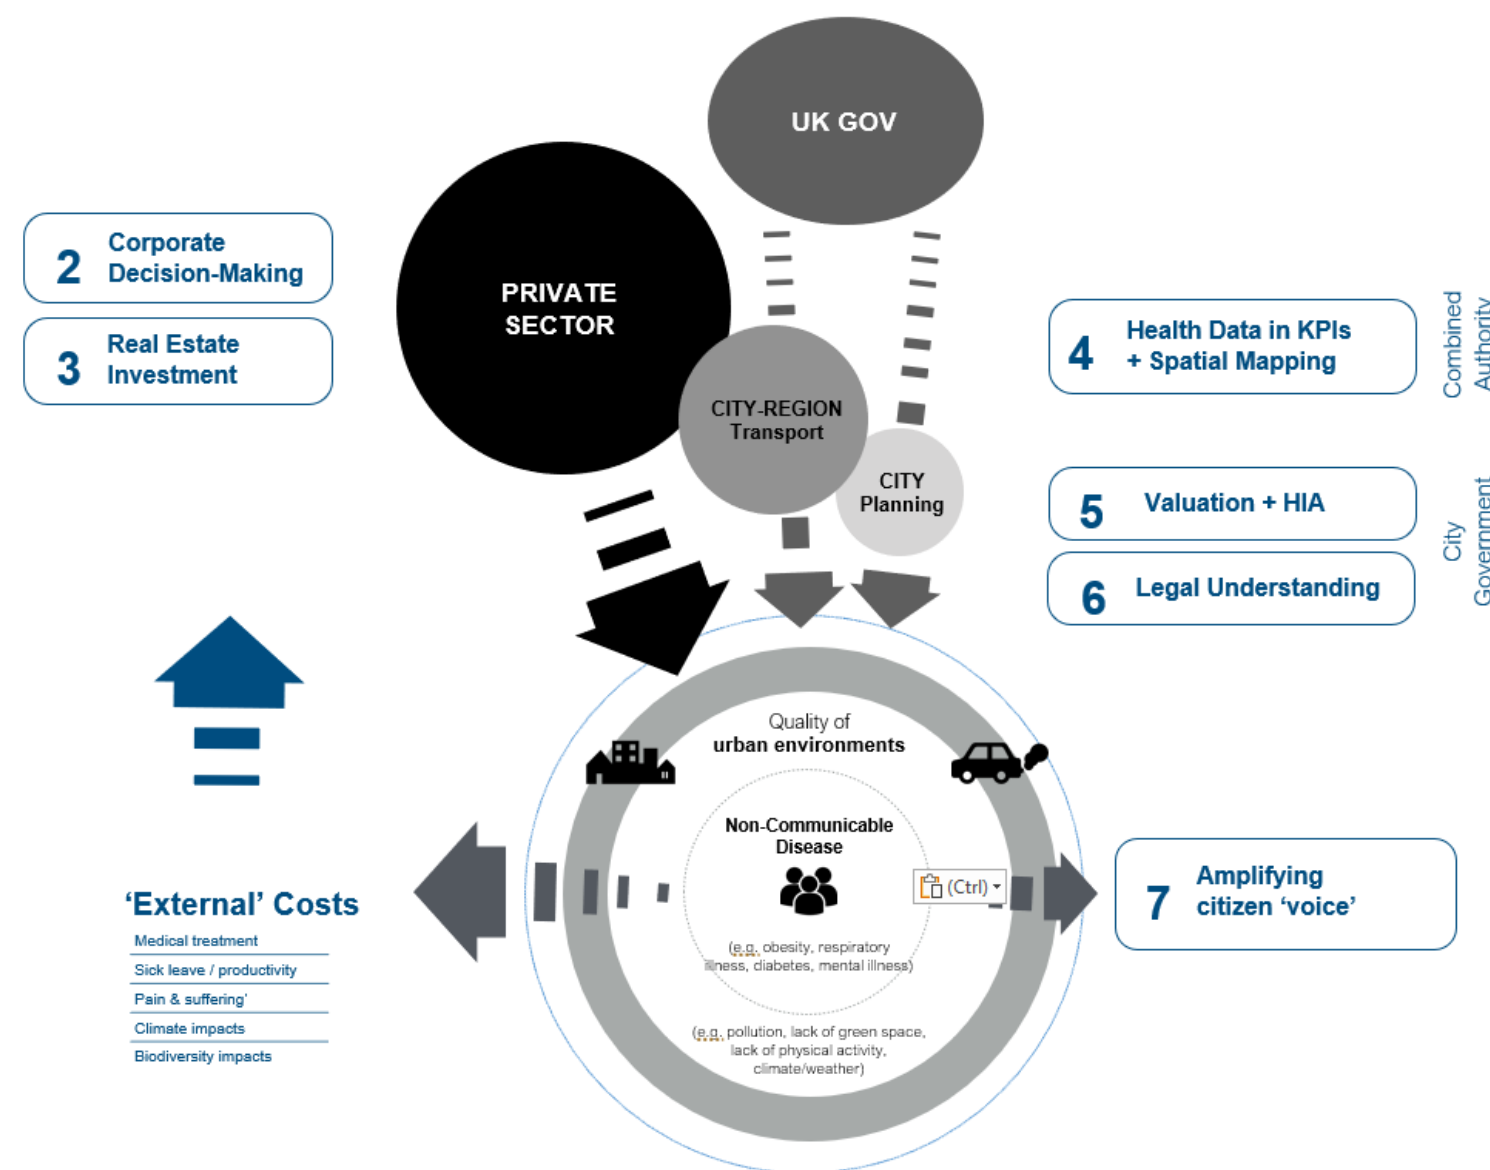 UK GOV
PRIVATE
SECTOR
2
Corporate
Decision-Making
3
Real Estate
Investment
CITY-REGION
Transport
CITY
Planning
4
Health Data in KPIs
+ Spatial Mapping
Combined
Authority
5
Valuation + HIA
6
Legal Understanding
City
Government
Quality of
urban environments
Non-Communicable
Disease
(e.g. obesity, respiratory
illness, diabetes, mental illness)
(e.g. pollution, lack of green space,
lack of physical activity,
climate/weather)
(Ctrl)
7
Amplifying
citizen ‘voice’
‘External’ Costs
Medical treatment
Sick leave / productivity
Pain & suffering’
Climate impacts
Biodiversity impacts